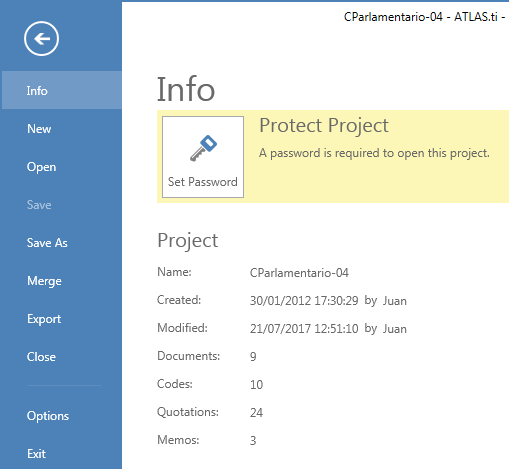 CParlamentario-04 - ATLAS.ti -
Info
New
Open
Save
Save As
Merge
Export
Close
Options
Exit
Info
Set Password
Protect Project
A password is required to open this project.
Project
Name: CParlamentario-04
Created: 30/01/2012 17:30:29 by Juan
Modified: 21/07/2017 12:51:10 by Juan
Documents: 9
Codes: 10
Quotations: 24
Memos: 3